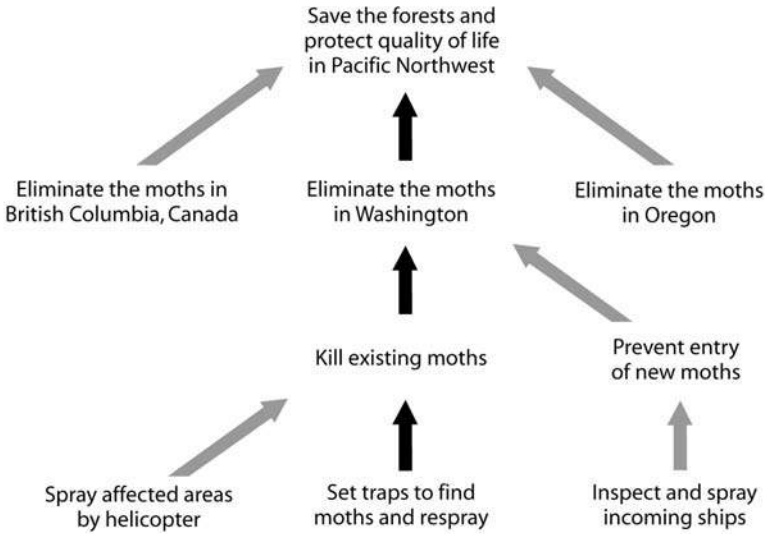 Save the forests and
protect quality of life
in Pacific Northwest
Eliminate the moths in
British Columbia, Canada
Eliminate the moths
in Washington
Eliminate the moths
in Oregon
Kill existing moths
Prevent entry
of new moths
Spray affected areas
by helicopter
Set traps to find
moths and respray
Inspect and spray
incoming ships